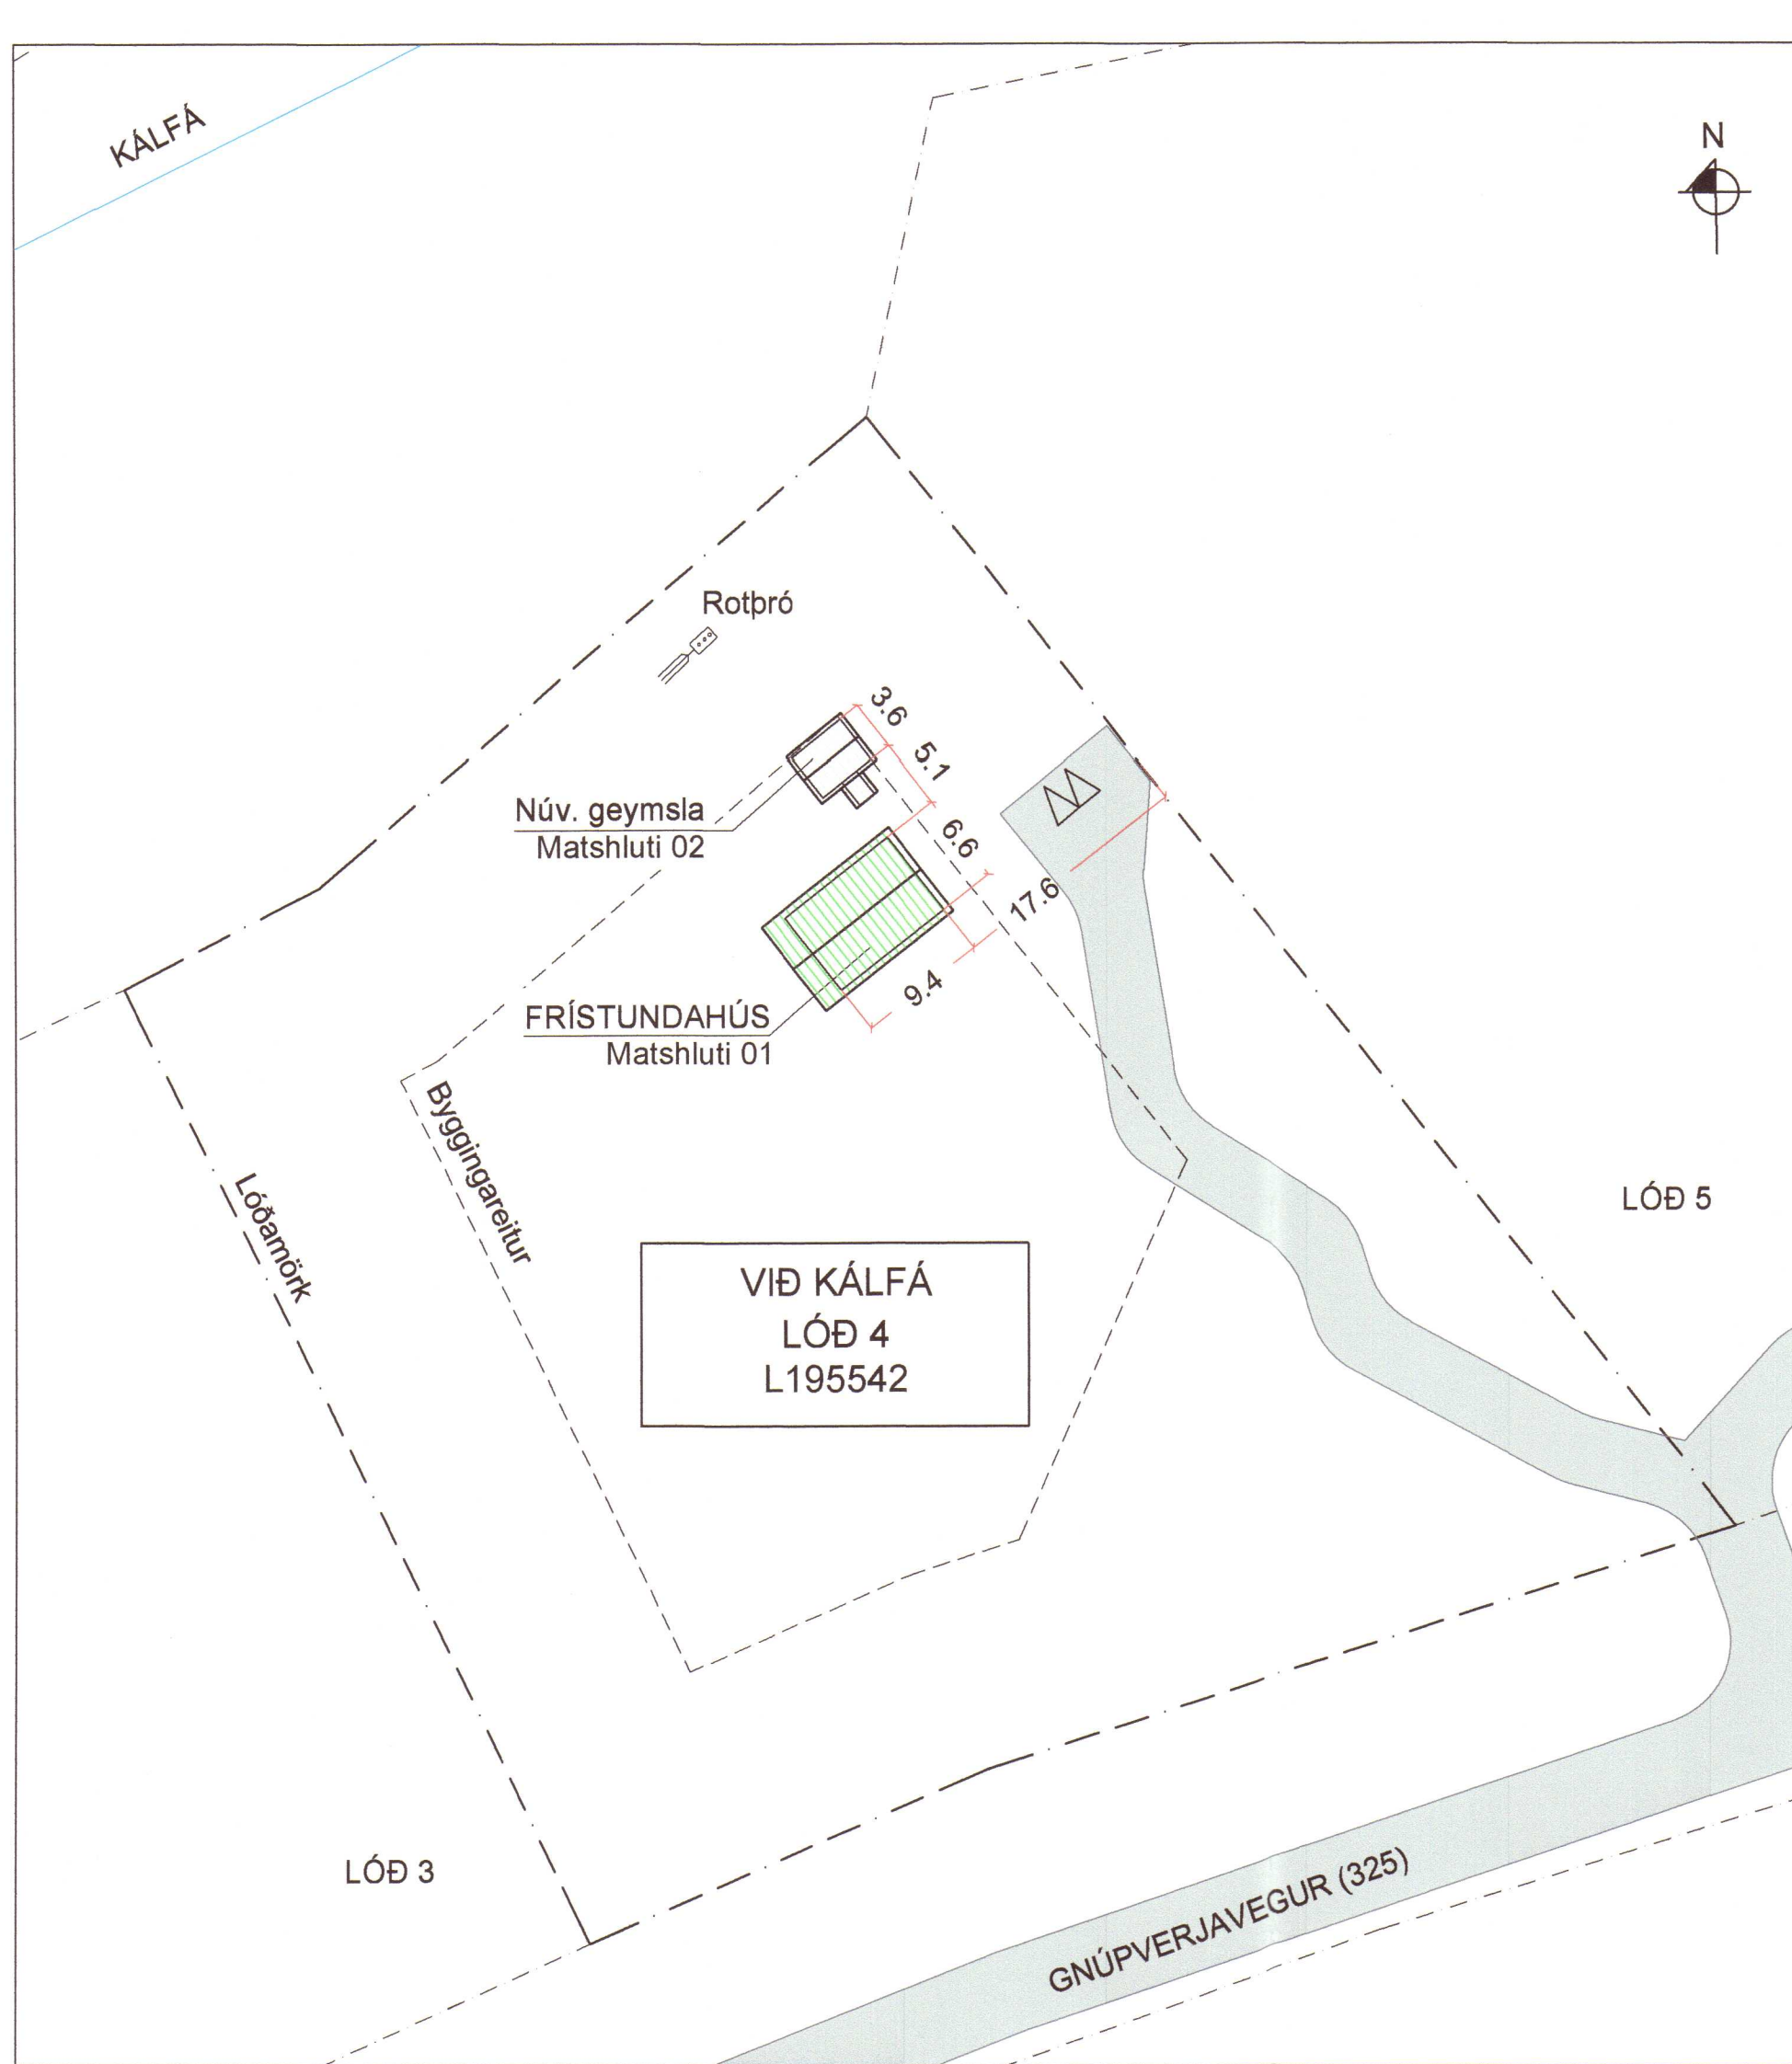 KÁLFÁ
N
Rotþró
3.6
5.1
6.6
17.6
9.4
Núv. geymsla
Matshluti 02
FRÍSTUNDAHÚS
Matshluti 01
Byggingareitur
Lóðamörk
LÓÐ 5
VIÐ KÁLFÁ
LÓÐ 4
L195542
LÓÐ 3
GNÚPVERJAVEGUR (325)